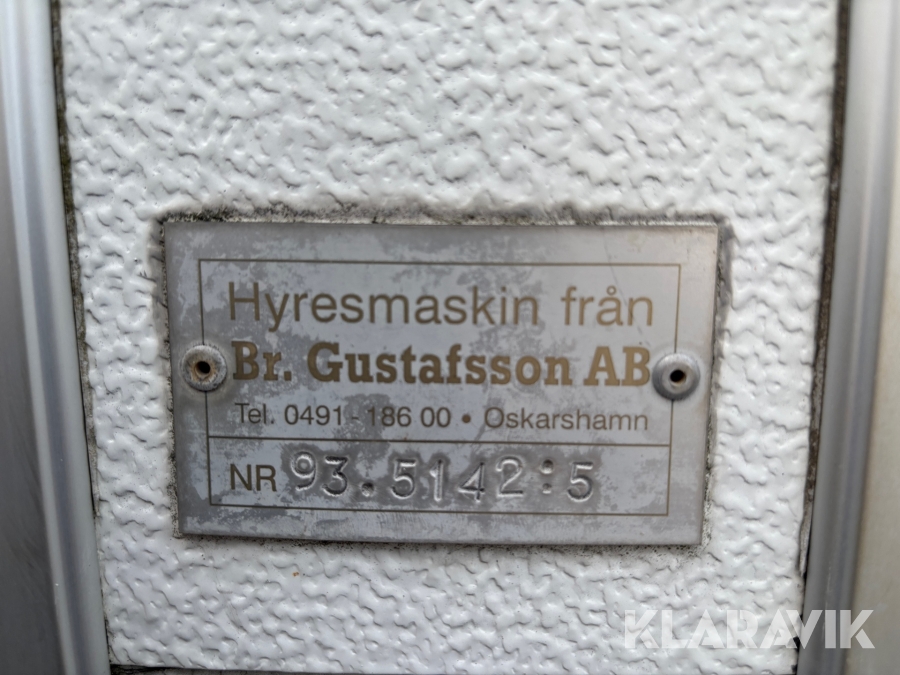 Hyresmaskin från
Br. Gustafsson AB
Tel. 0491-186 00 • Oskarshamn
NR 93.5142:5
KLARAVIK